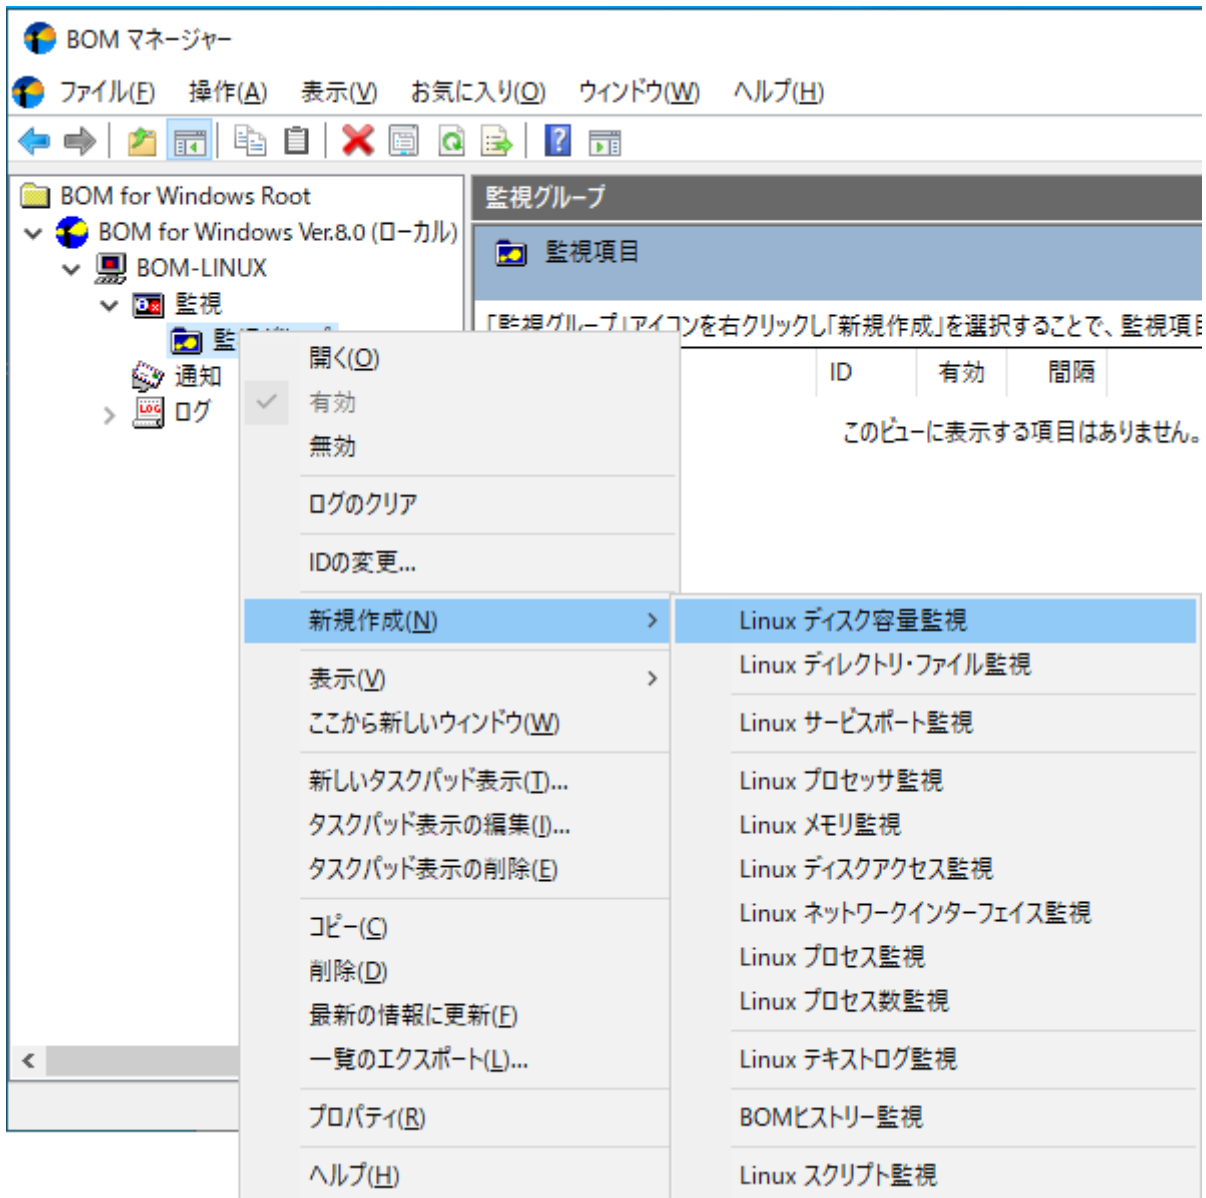 BOM マネージャー
ファイル(F) 操作(A) 表示(V) お気に入り(O) ウィンドウ(W) ヘルプ(H)
BOM for Windows Root
BOM for Windows Ver.8.0 (ローカル)
BOM-LINUX
監視
監
通知
ログ
監視グループ
監視項目
「監視グループ」アイコンを右クリックし「新規作成」を選択することで、監視項目
ID 有効 間隔
このビューに表示する項目はありません。
開く(O)
有効
無効
ログのクリア
IDの変更...
新規作成(N)
表示(V)
ここから新しいウィンドウ(W)
新しいタスクパッド表示(T)...
タスクパッド表示の編集(I)...
タスクパッド表示の削除(E)
コピー(C)
削除(D)
最新の情報に更新(F)
一覧のエクスポート(L)...
プロパティ(R)
ヘルプ(H)
Linux ディスク容量監視
Linux ディレクトリ・ファイル監視
Linux サービスポート監視
Linux プロセッサ監視
Linux メモリ監視
Linux ディスクアクセス監視
Linux ネットワークインターフェイス監視
Linux プロセス監視
Linux プロセス数監視
Linux テキストログ監視
BOMヒストリー監視
Linux スクリプト監視